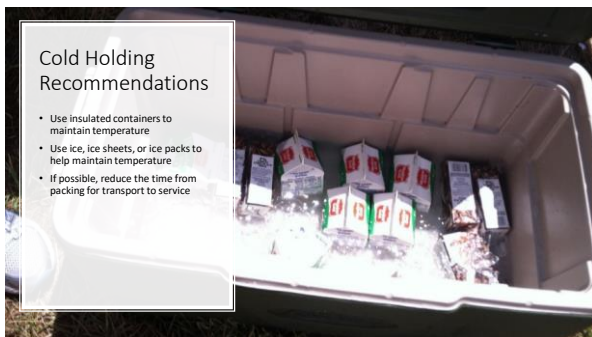 Cold Holding
Recommendations
• Use insulated containers to
maintain temperature
• Use ice, ice sheets, or ice packs to
help maintain temperature
• If possible, reduce the time from
packing for transport to service